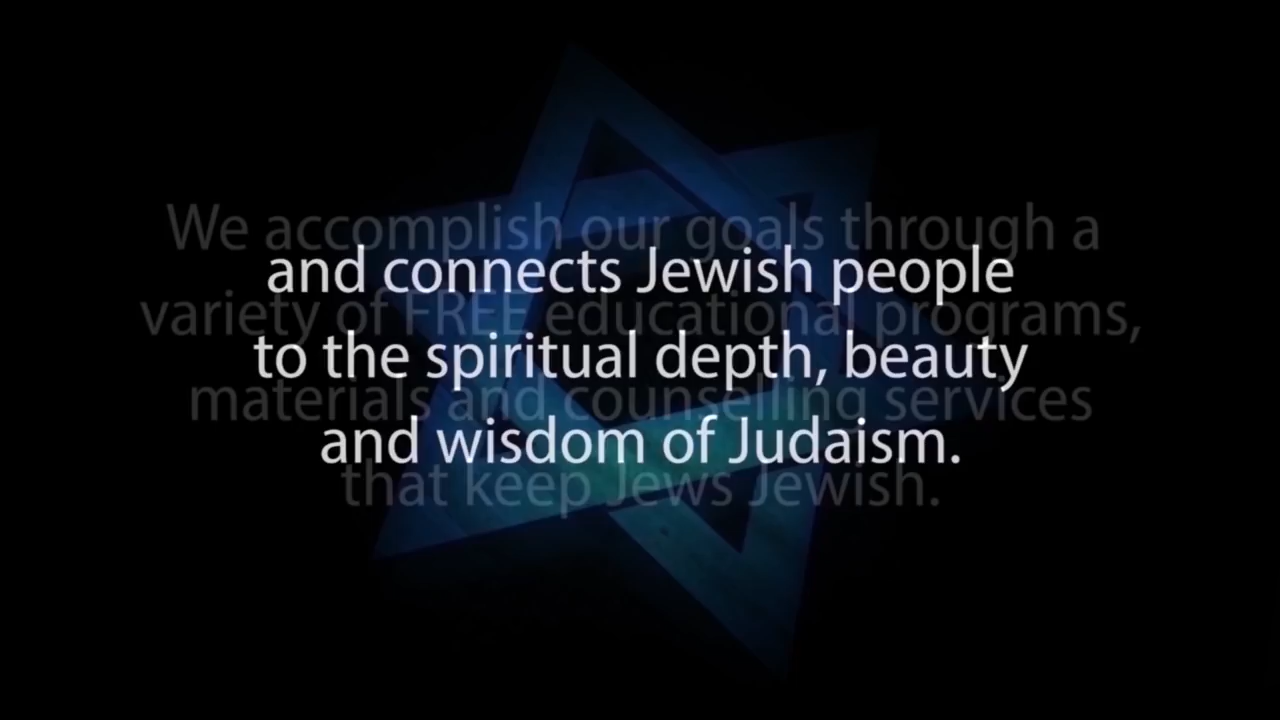 and connects Jewish people
to the spiritual depth, beauty
and wisdom of Judaism.
We accomplish our goals through a
variety of FREE educational programs,
materials and counselling services
that keep Jews Jewish.